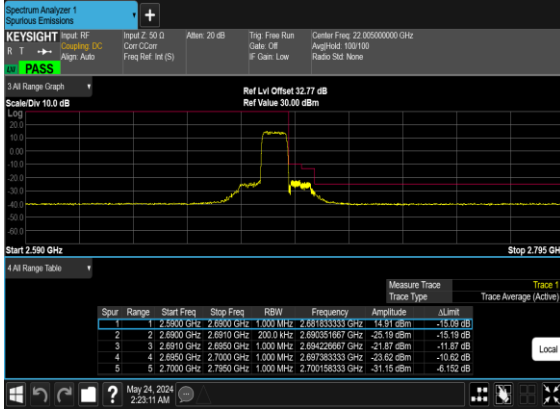 Spectrum Analyzer 1
Spurious Emissions
+
KEYSIGHT Input: RF Input Z: 50 Ω Atten: 20 dB Trig: Free Run Center Freq: 22.005000000 GHz
R T Coupling: DC Corr CCorr Gate: Off Avg|Hold: 100/100
Align: Auto Freq Ref: Int (S) IF Gain: Low Radio Std: None
PASS
3 All Range Graph
Ref Lvl Offset 32.77 dB
Scale/Div 10.0 dB Ref Value 30.00 dBm
Log
20.0
10.0
0.00
-10.0
-20.0
-30.0
-40.0
-50.0
-60.0
Start 2.590 GHz Stop 2.795 GH
4 All Range Table
Measure Trace Trace 1
Trace Type Trace Average (Active)
Spur Range Start Freq Stop Freq RBW Frequency Amplitude ΔLimit
1 1 2.5900 GHz 2.6900 GHz 1.000 MHz 2.681833333 GHz 14.91 dBm -15.09 dB
2 2 2.6900 GHz 2.6910 GHz 200.0 kHz 2.690351667 GHz -25.19 dBm -15.19 dB
3 3 2.6910 GHz 2.6950 GHz 1.000 MHz 2.694226667 GHz -21.87 dBm -11.87 dB
4 4 2.6950 GHz 2.7000 GHz 1.000 MHz 2.697383333 GHz -23.62 dBm -10.62 dB
5 5 2.7000 GHz 2.7950 GHz 1.000 MHz 2.700158333 GHz -31.15 dBm -6.152 dB
Local
?
May 24, 2024
2:23:11 AM